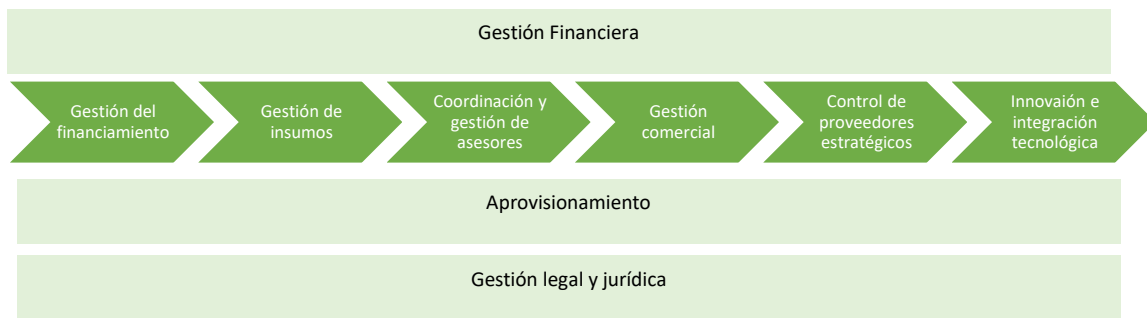 Gestión Financiera
Gestión del
financiamiento
Gestión de
insumos
Coordinación y
gestión de
asesores
Gestión
comercial
Control de
proveedores
estratégicos
Innovaión e
integración
tecnológica
Aprovisionamiento
Gestión legal y jurídica